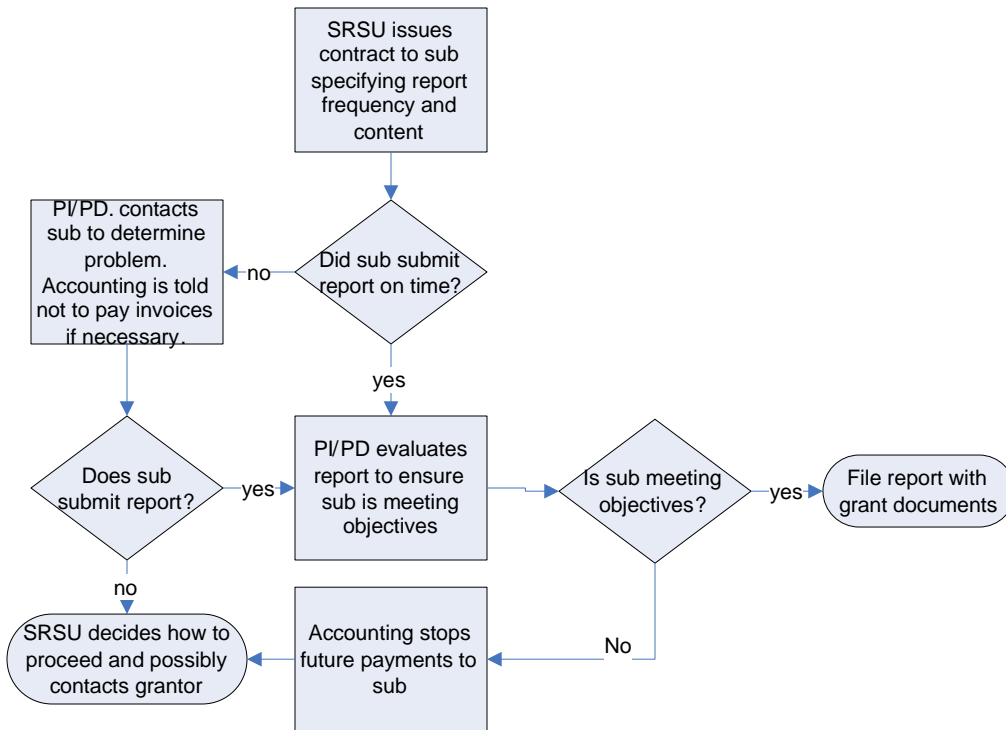 SRSU issues
contract to sub
specifying report
frequency and
content
PI/PD. contacts
sub to determine
problem.
Accounting is told
not to pay invoices
if necessary.
no
Did sub submit
report on time?
yes
Does sub
submit report?
yes
PI/PD evaluates
report to ensure
sub is meeting
objectives
Is sub meeting
objectives?
yes
File report with
grant documents
no
No
SRSU decides how to
proceed and possibly
contacts grantor
Accounting stops
future payments to
sub